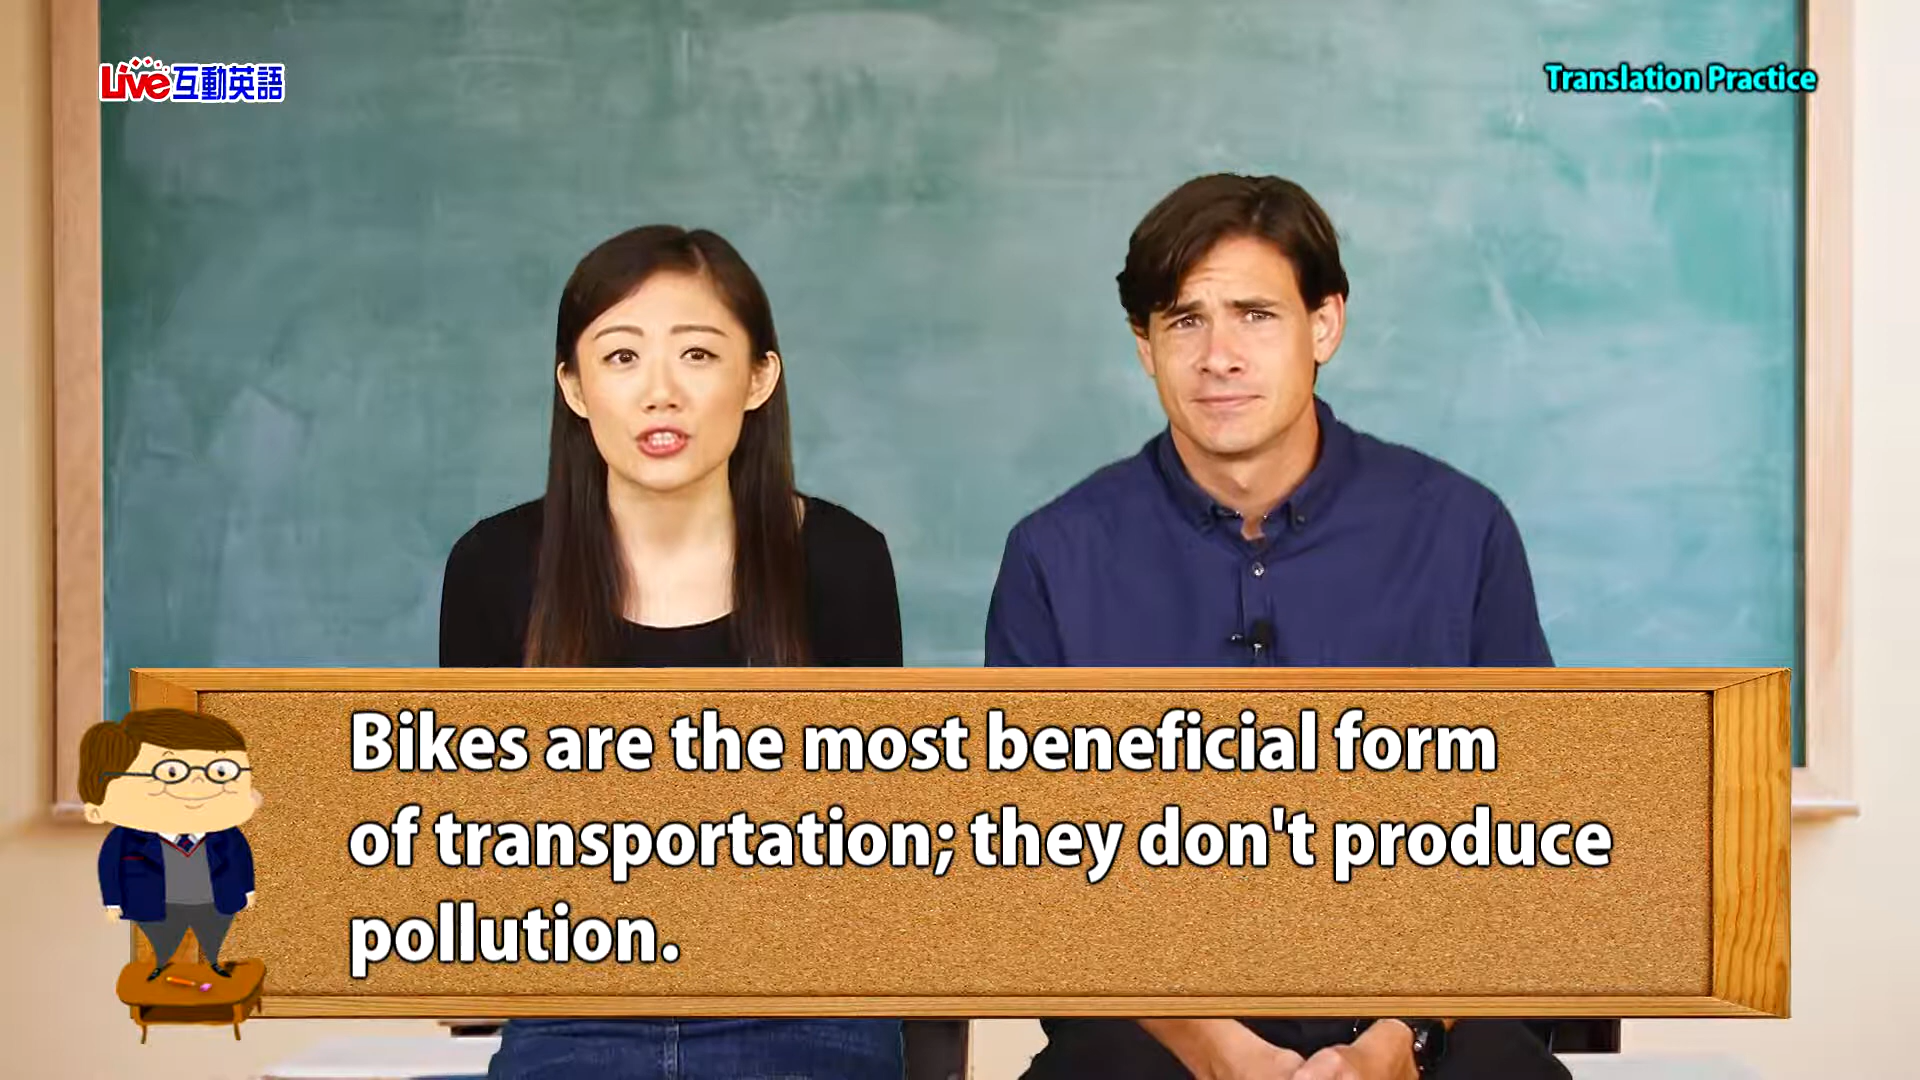 Live互動英語
Translation Practice
Bikes are the most beneficial form
of transportation; they don't produce
pollution.